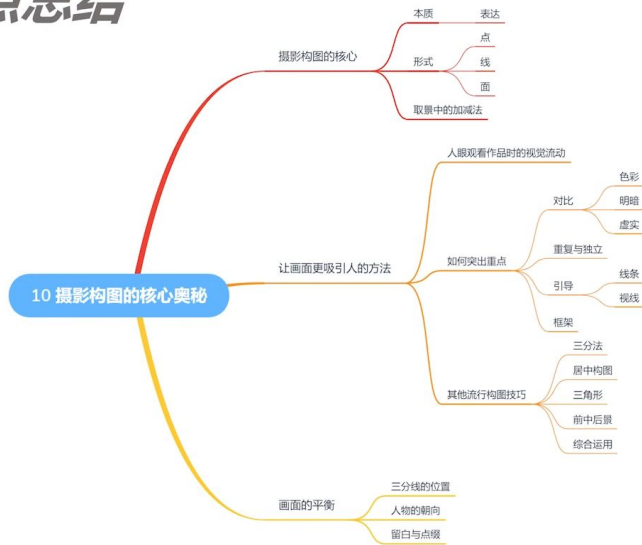 点总结
摄影构图的核心
本质
表达
形式
点
线
面
取景中的加减法
10 摄影构图的核心奥秘
让画面更吸引人的方法
人眼观看作品时的视觉流动
如何突出重点
对比
色彩
明暗
虚实
重复与独立
引导
线条
视线
框架
其他流行构图技巧
三分法
居中构图
三角形
前中后景
综合运用
画面的平衡
三分线的位置
人物的朝向
留白与点缀